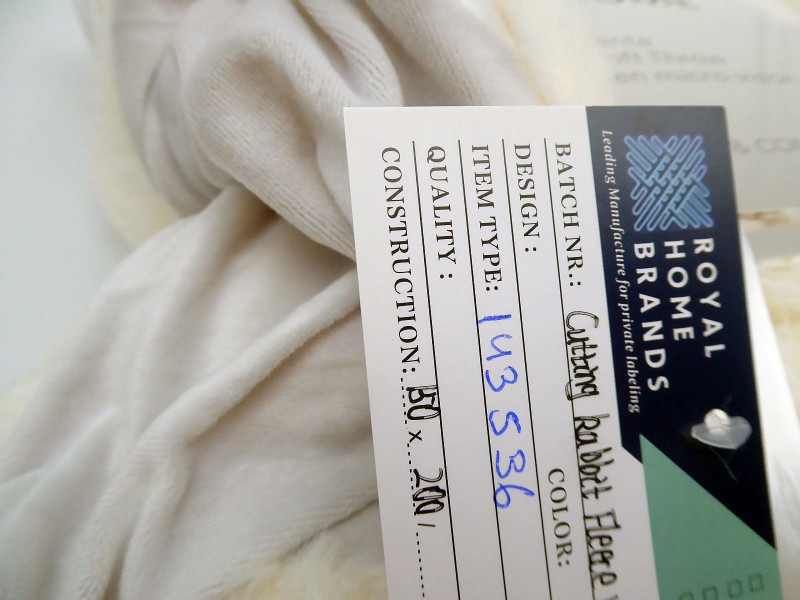 ROYAL
HOME
BRANDS
Leading Manufacture for private labeling
BATCH NR.: Cutting Rabbit Fleece
DESIGN : COLOR:
ITEM TYPE: 143536
QUALITY :
CONSTRUCTION: 150 x 200/